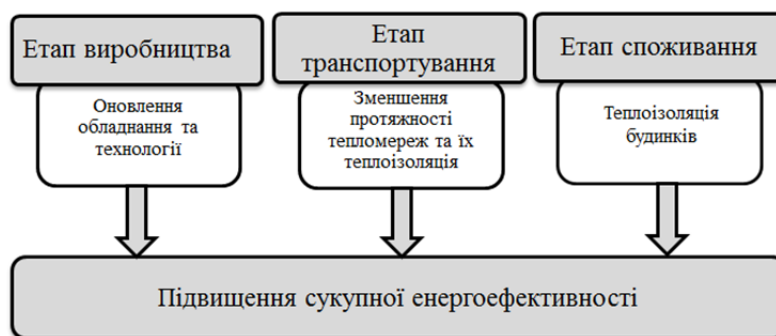 Етап виробництва
Оновлення
обладнання та
технології
Етап
транспортування
Зменшення
протяжності
тепломереж та їх
теплоізоляція
Етап споживання
Теплоізоляція
будинків
Підвищення сукупної енергоефективності